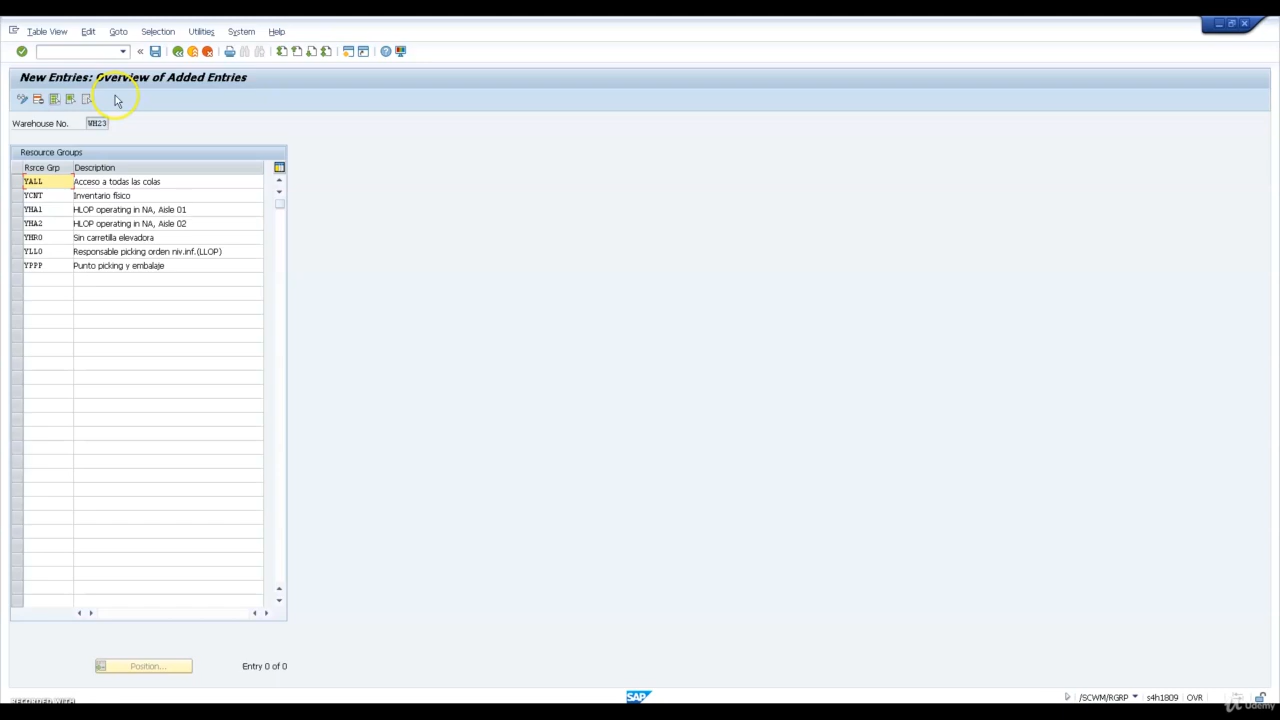 Table View Edit Goto Selection Utilities System Help
New Entries: Overview of Added Entries
Warehouse No. WH23
Resource Groups
Rsrce Grp Description
YALL Acceso a todas las colas
YCNT Inventario físico
YHA1 HLOP operating in NA, Aisle 01
YHA2 HLOP operating in NA, Aisle 02
YHR0 Sin carretilla elevadora
YLL0 Responsable picking orden niv.inf.(LLOP)
YPPP Punto picking y embalaje
Position... Entry 0 of 0
RECORDED WITH SAP /SCWM/RGRP s4h1809 OVR
Udemy